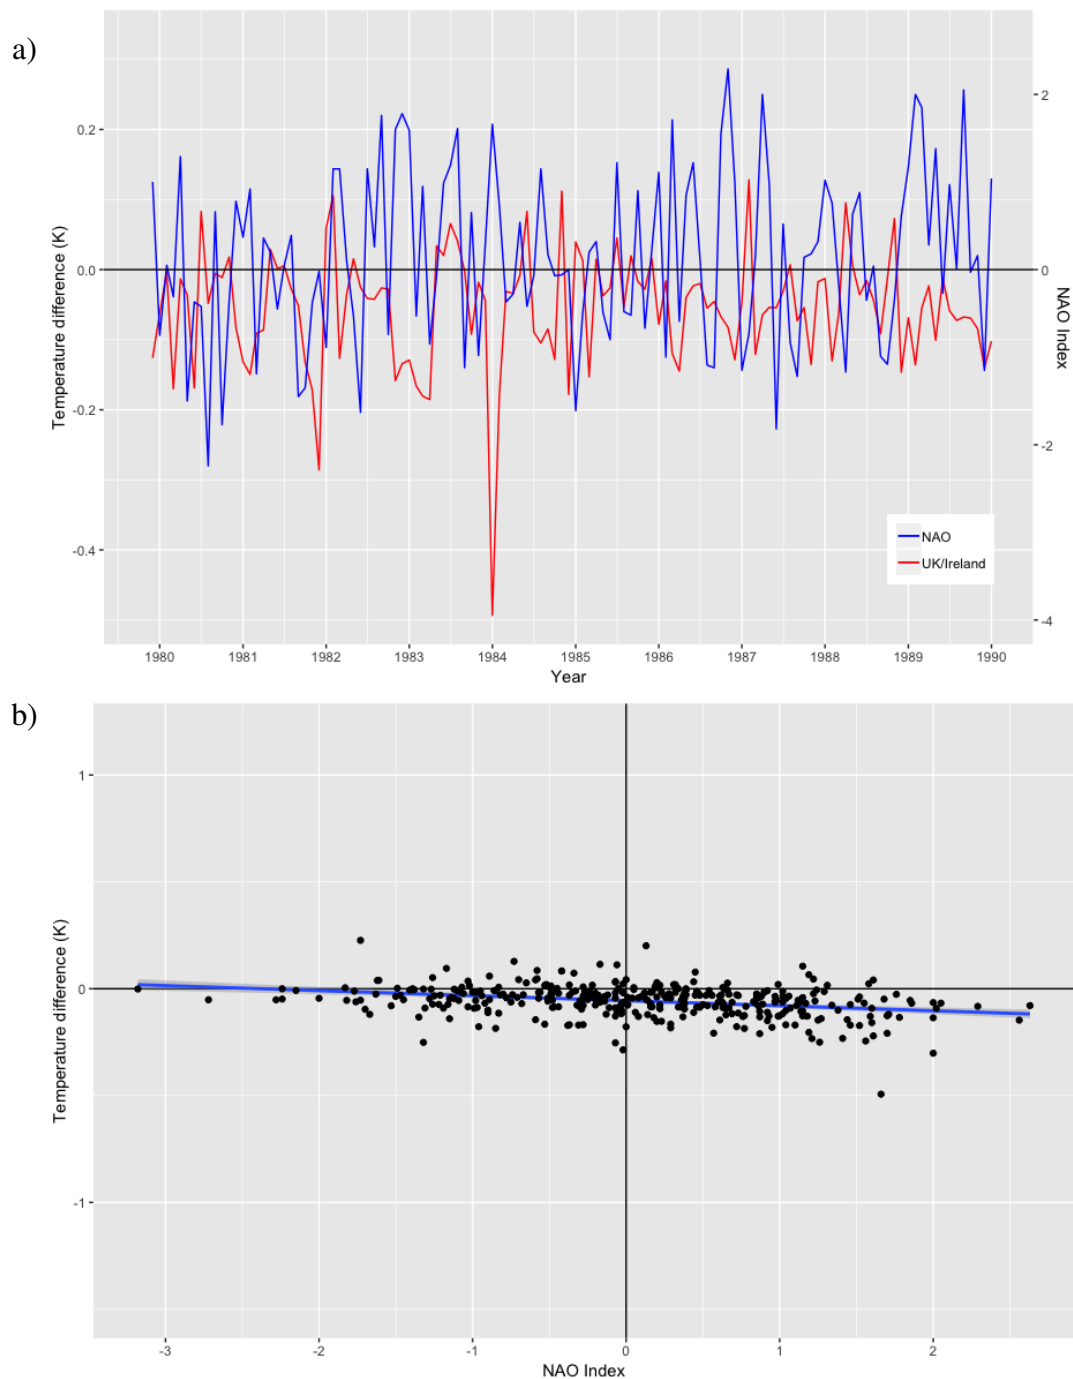 a)
0.2
0.0
-0.2
-0.4
Temperature difference (K)
2
0
-2
-4
NAO Index
NAO
UK/Ireland
1980 1981 1982 1983 1984 1985 1986 1987 1988 1989 1990
Year
b)
1
0
-1
Temperature difference (K)
-3 -2 -1 0 1 2
NAO Index